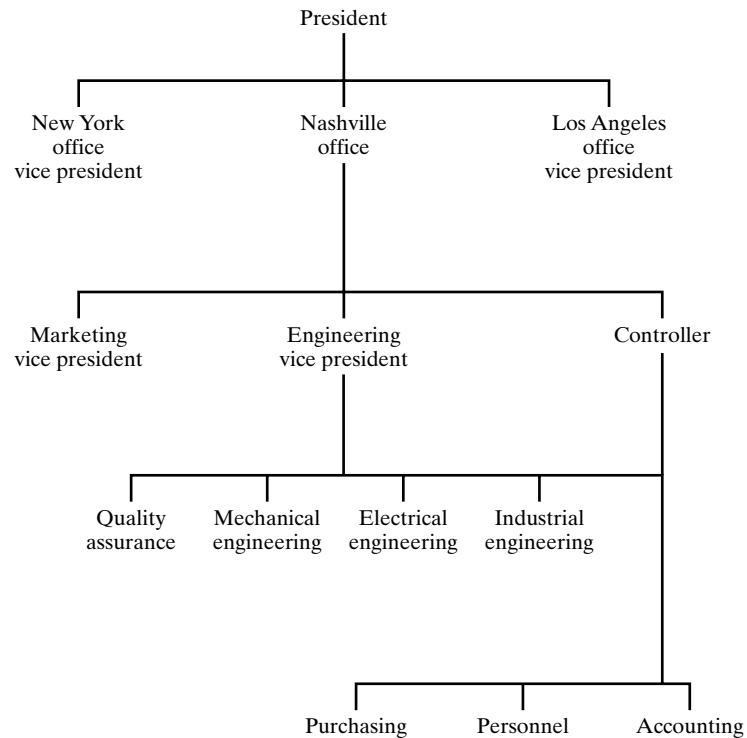 President
New York
office
vice president
Nashville
office
Los Angeles
office
vice president
Marketing
vice president
Engineering
vice president
Controller
Quality
assurance
Mechanical
engineering
Electrical
engineering
Industrial
engineering
Purchasing
Personnel
Accounting